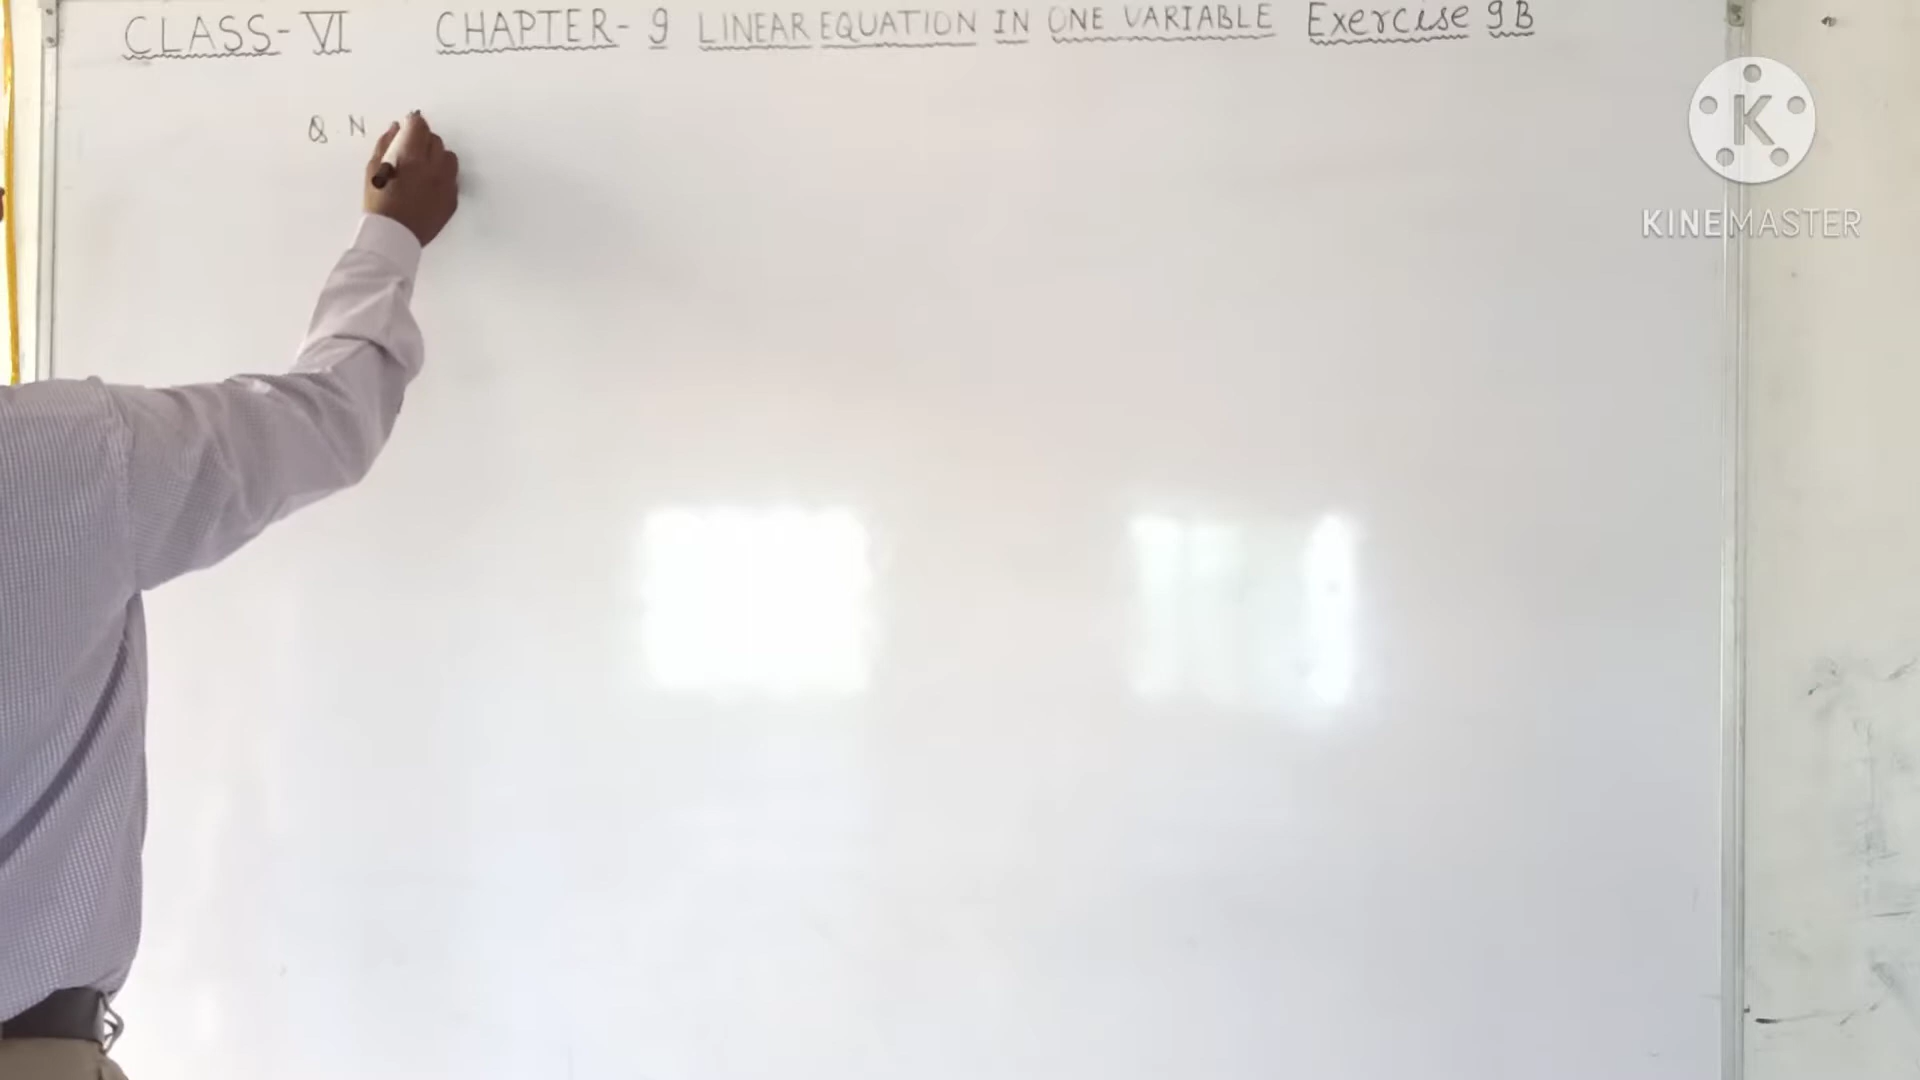 CLASS-VI CHAPTER-9 LINEAR EQUATION IN ONE VARIABLE Exercise 9B
Q. N
K
KINEMASTER